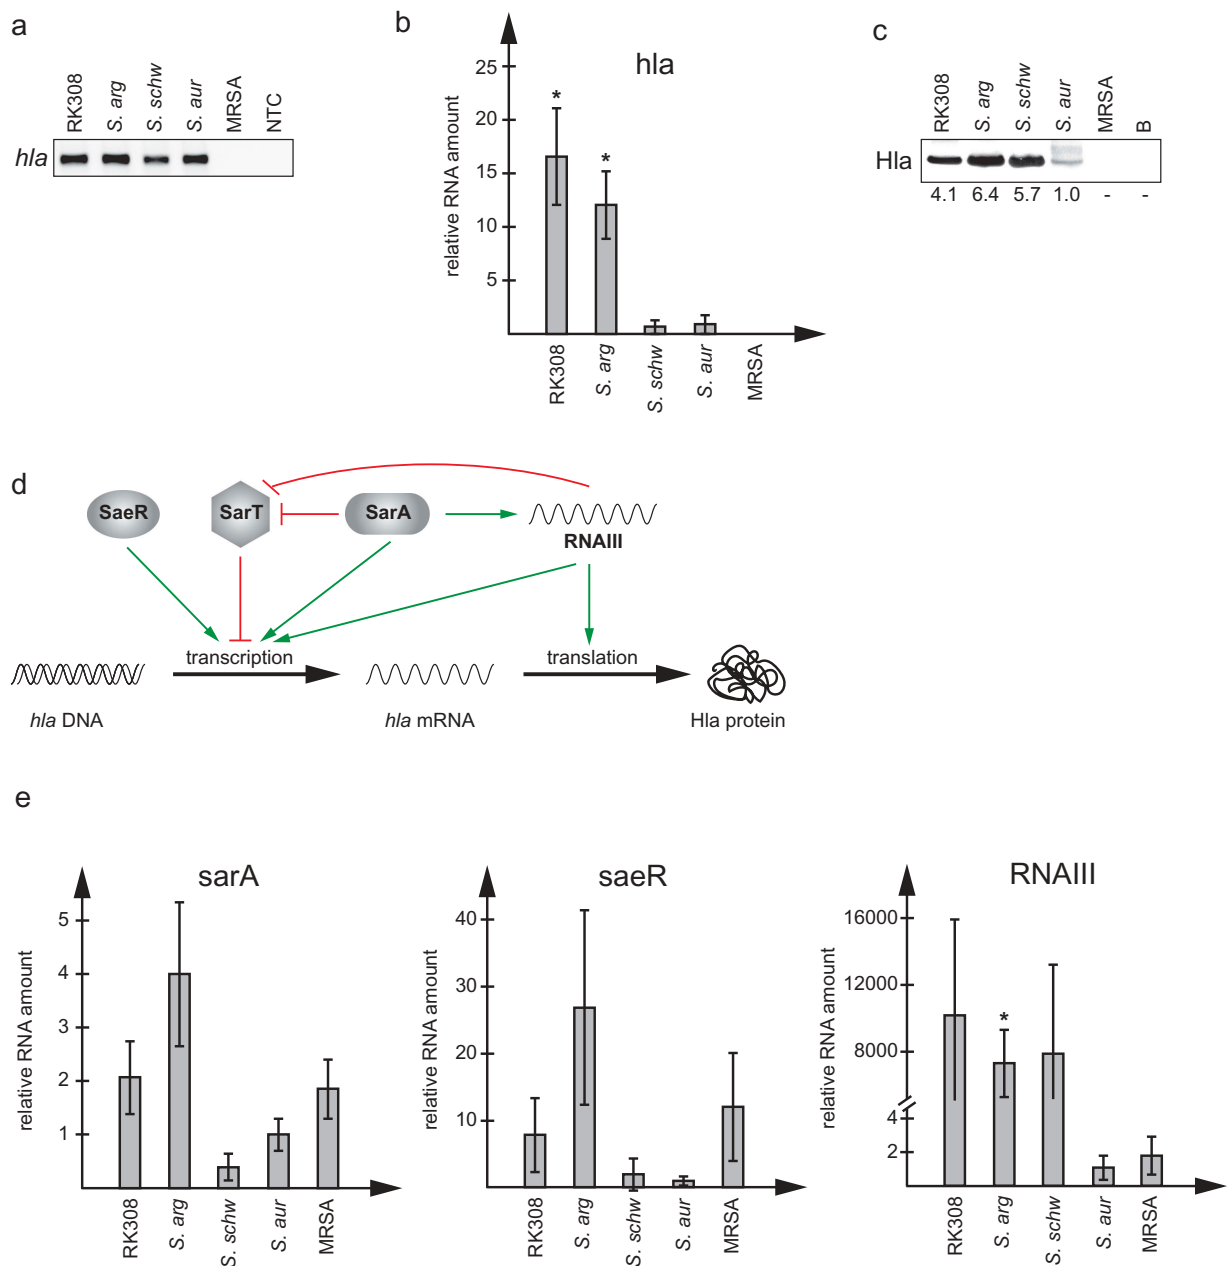 a
RK308
S. arg
S. schw
S. aur
MRSA
NTC
hla
b
hla
relative RNA amount
25
20
15
10
5
*
*
RK308
S. arg
S. schw
S. aur
MRSA
c
RK308
S. arg
S. schw
S. aur
MRSA
B
Hla
4.1 6.4 5.7 1.0 - -
d
SaeR
SarT
SarA
RNAIII
transcription
translation
hla DNA
hla mRNA
Hla protein
e
sarA
relative RNA amount
5
4
3
2
1
RK308
S. arg
S. schw
S. aur
MRSA
saeR
relative RNA amount
40
30
20
10
RK308
S. arg
S. schw
S. aur
MRSA
RNAIII
relative RNA amount
16000
12000
8000
4
2
*
RK308
S. arg
S. schw
S. aur
MRSA